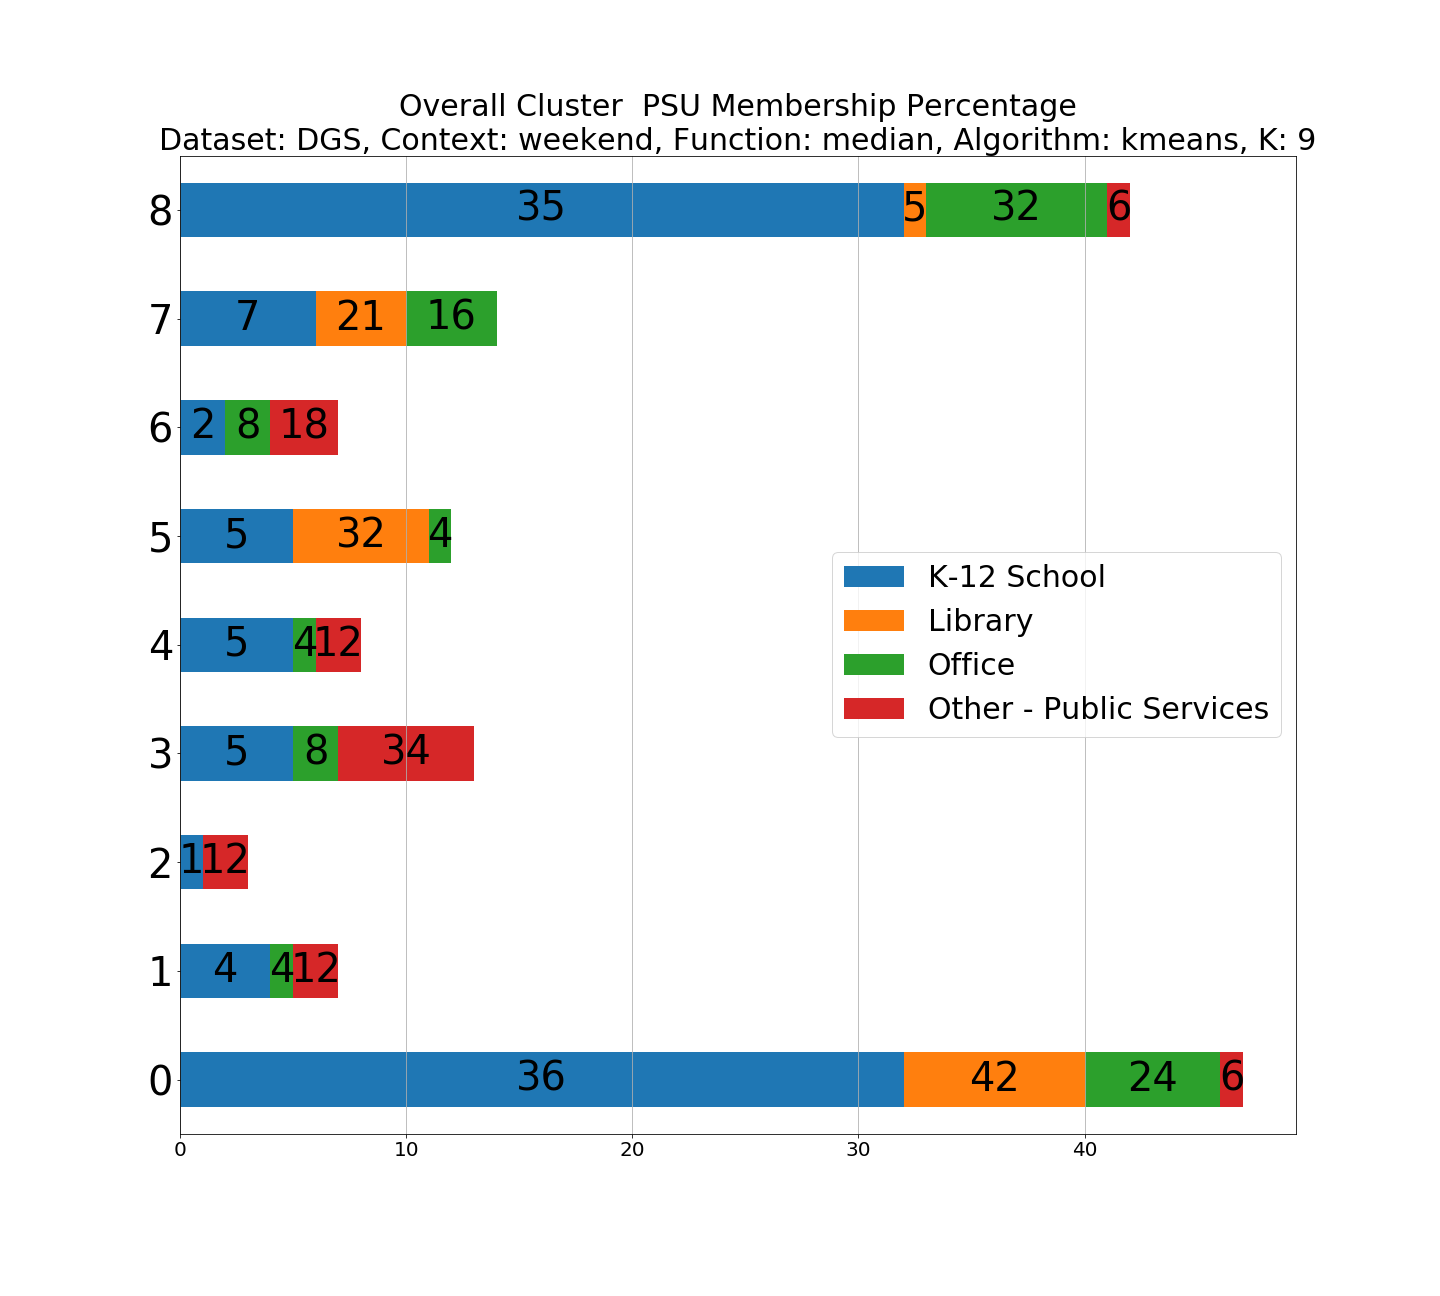 Overall Cluster  PSU Membership Percentage
Dataset: DGS, Context: weekend, Function: median, Algorithm: kmeans, K: 9
8 35 5 32 6
7 7 21 16
6 2 8 18
5 5 32 4
K-12 School
Library
4 5 4 12
Office
Other - Public Services
3 5 8 34
2 1 12
1 4 4 12
0 36 42 24 6
0 10 20 30 40